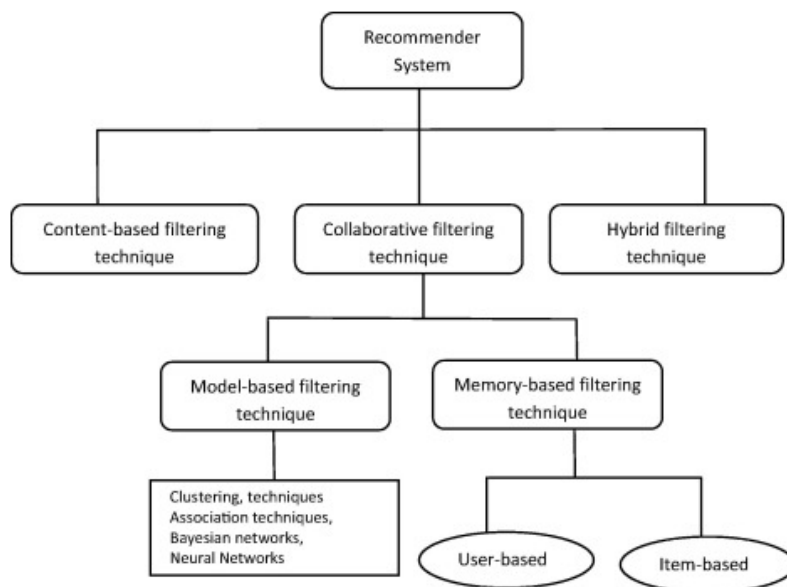 Recommender
System
Content-based filtering
technique
Collaborative filtering
technique
Hybrid filtering
technique
Model-based filtering
technique
Memory-based filtering
technique
Clustering, techniques
Association techniques,
Bayesian networks,
Neural Networks
User-based
Item-based